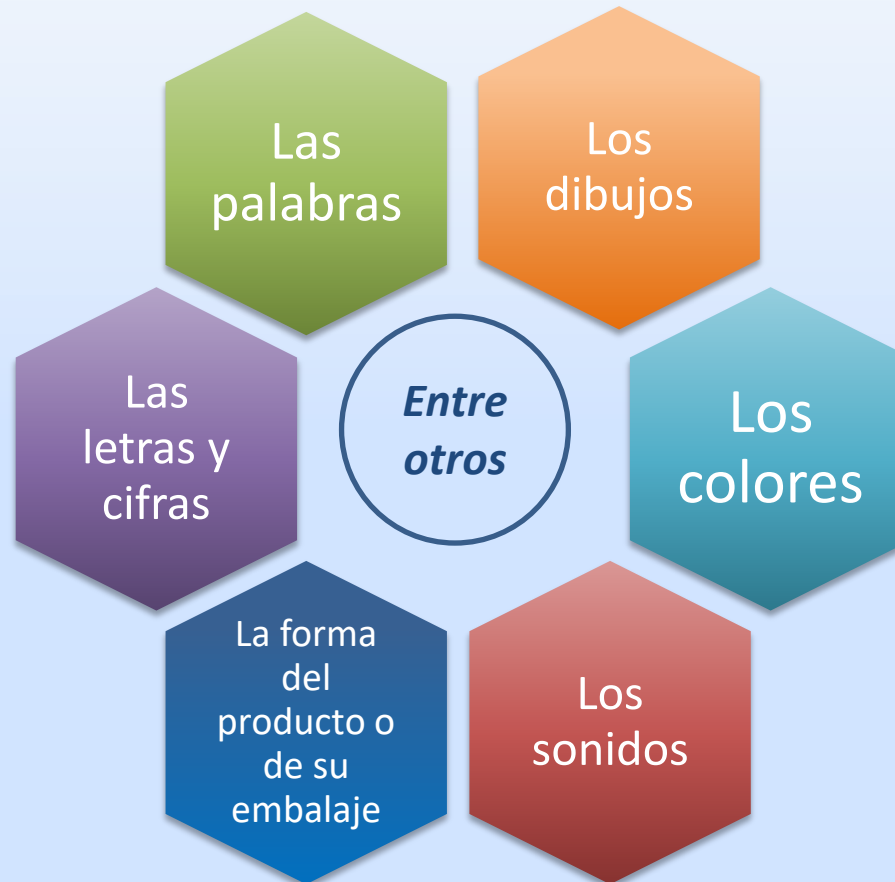 Las
palabras
Los
dibujos
Las
letras y
cifras
Entre
otros
Los
colores
La forma
del
producto o
de su
embalaje
Los
sonidos